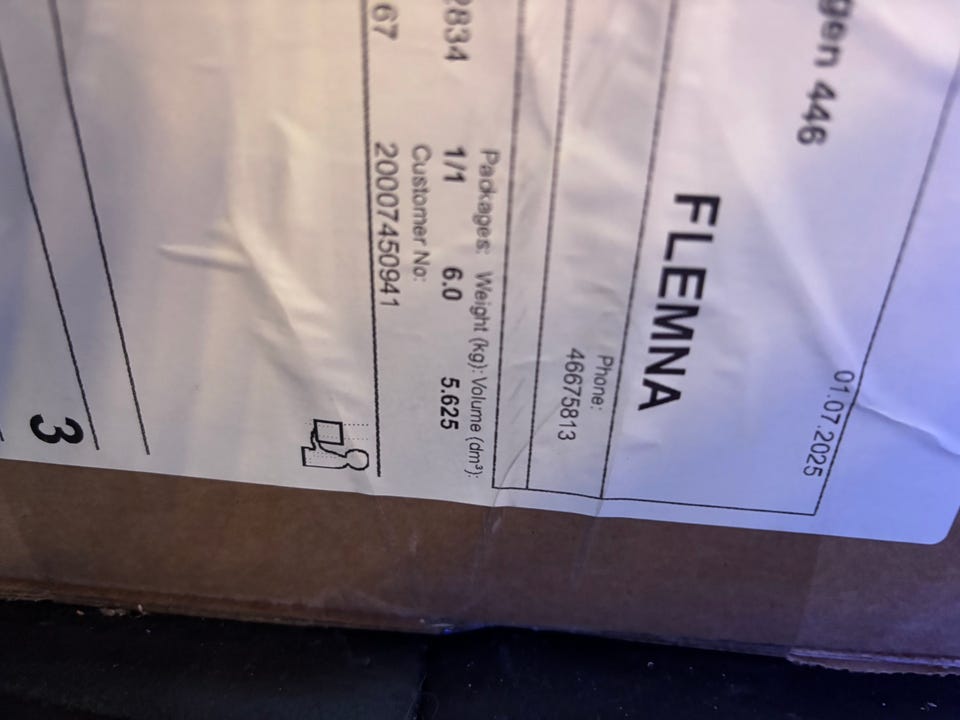 01.07.2025
gen 446
FLEMNA
Phone:
46675813
Packages: Weight (kg): Volume (dm³):
2834 1/1 6.0 5.625
Customer No:
67 20007450941
3